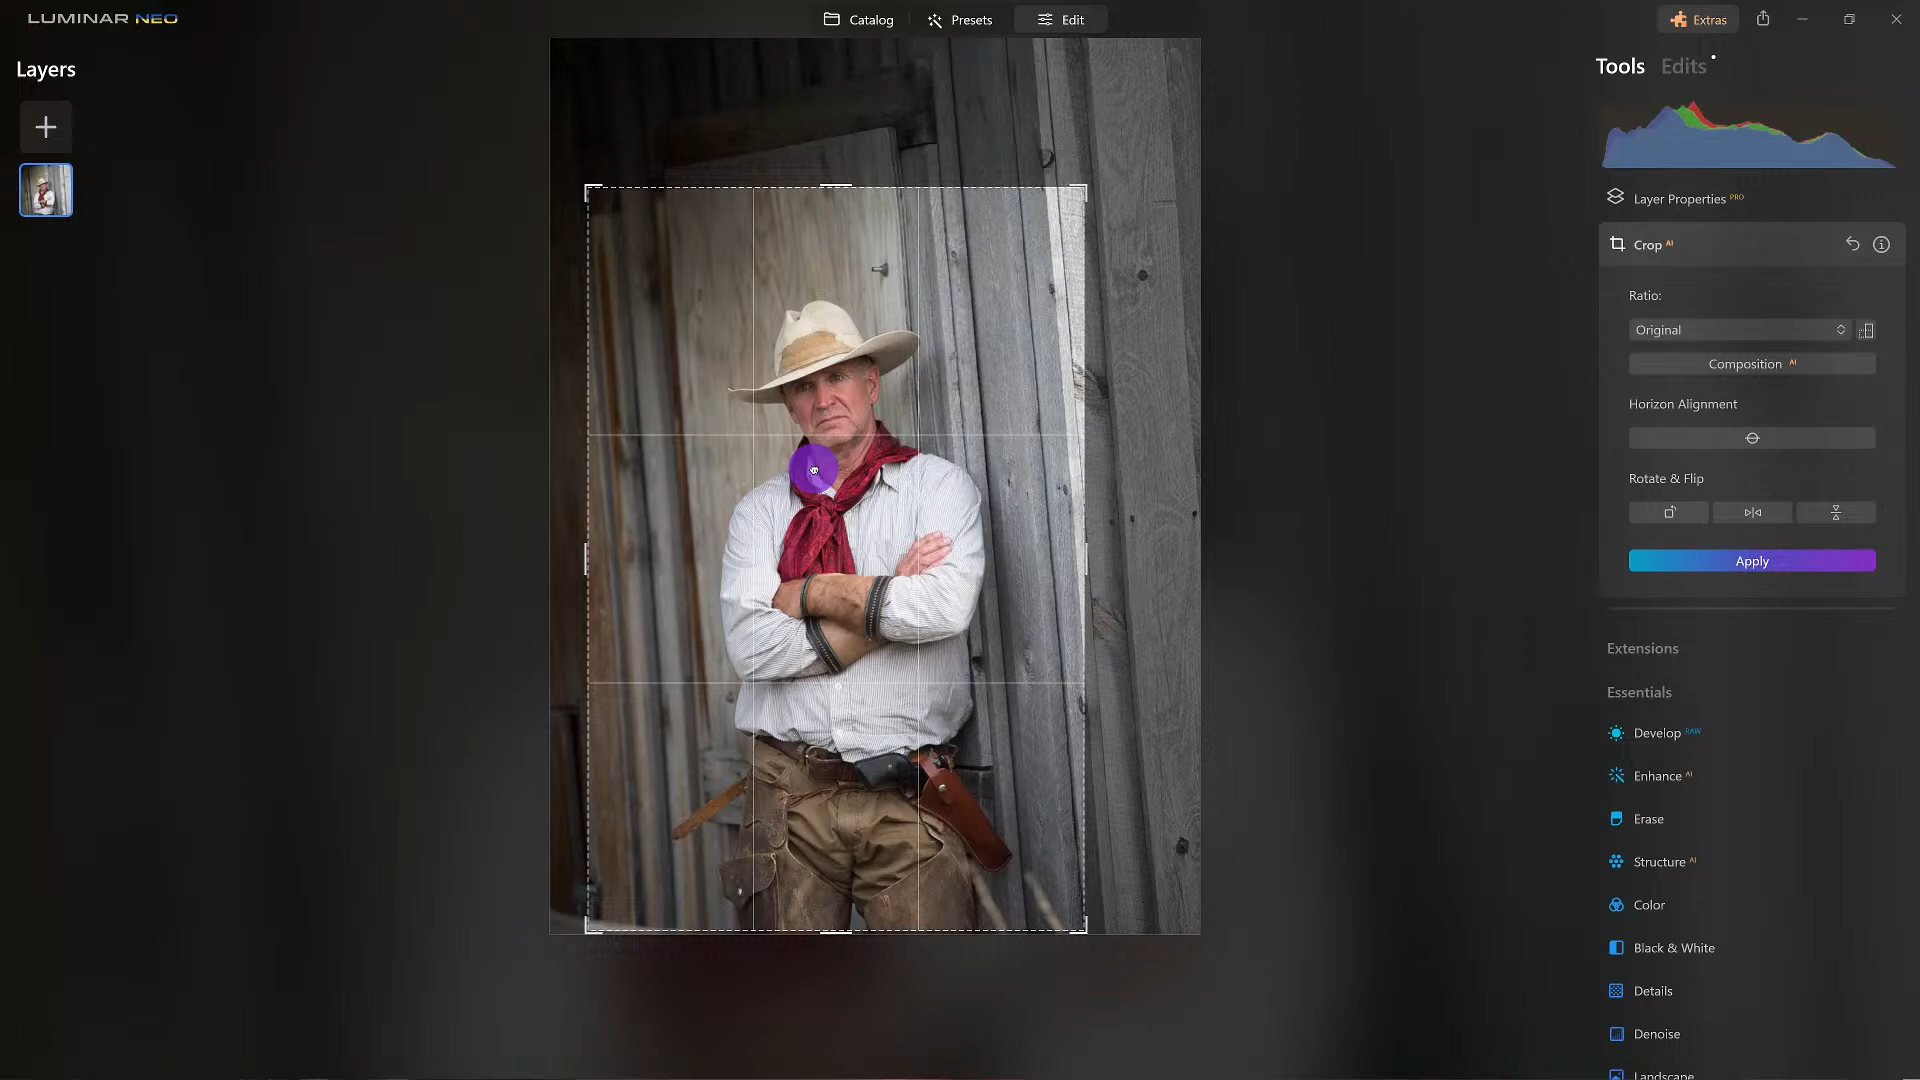 LUMINAR NEO
Catalog
Presets
Edit
Extras
Layers
Tools
Edits
Layer Properties PRO
Crop AI
Ratio:
Original
Composition AI
Horizon Alignment
Rotate & Flip
Apply
Extensions
Essentials
Develop RAW
Enhance AI
Erase
Structure AI
Color
Black & White
Details
Denoise
Landscape